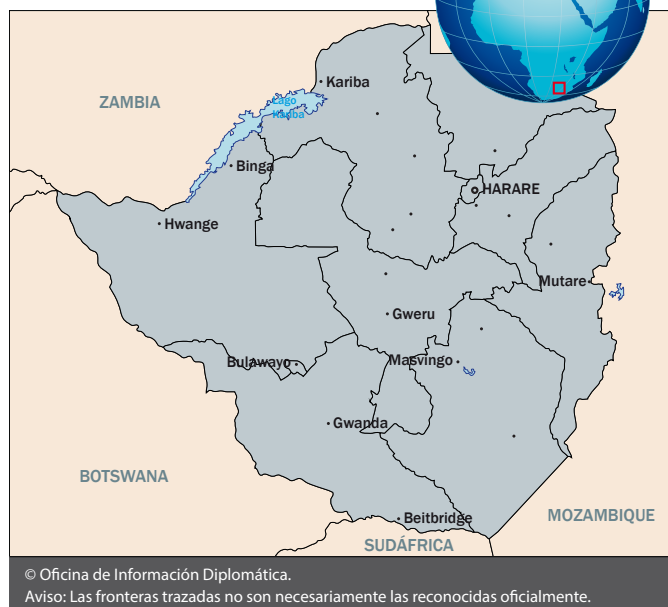 Kariba
ZAMBIA
Lago
Kariba
Binga
HARARE
Hwange
Mutare
Gweru
Bulawayo
Masvingo
Gwanda
BOTSWANA
MOZAMBIQUE
Beitbridge
SUDÁFRICA
© Oficina de Información Diplomática.
Aviso: Las fronteras trazadas no son necesariamente las reconocidas oficialmente.